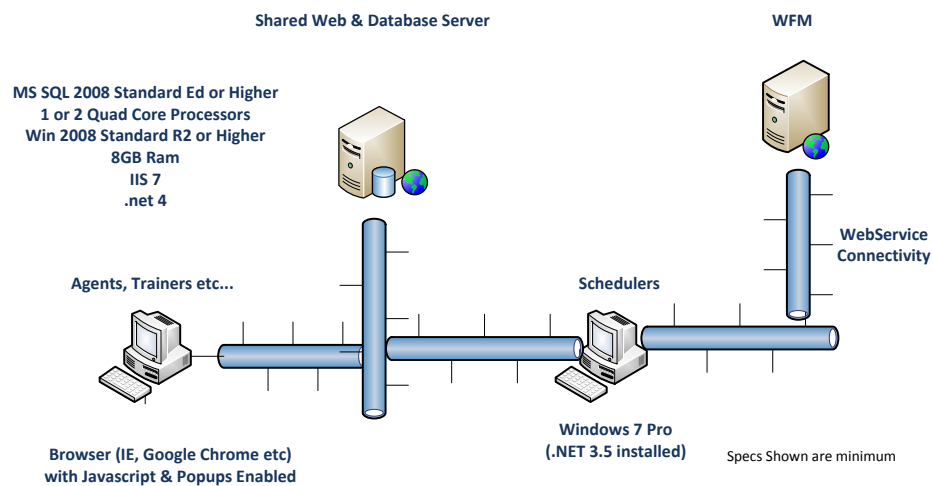 Shared Web & Database Server
WFM
MS SQL 2008 Standard Ed or Higher
1 or 2 Quad Core Processors
Win 2008 Standard R2 or Higher
8GB Ram
IIS 7
.net 4
WebService
Connectivity
Agents, Trainers etc...
Schedulers
Windows 7 Pro
(.NET 3.5 installed)
Browser (IE, Google Chrome etc)
with Javascript & Popups Enabled
Specs Shown are minimum